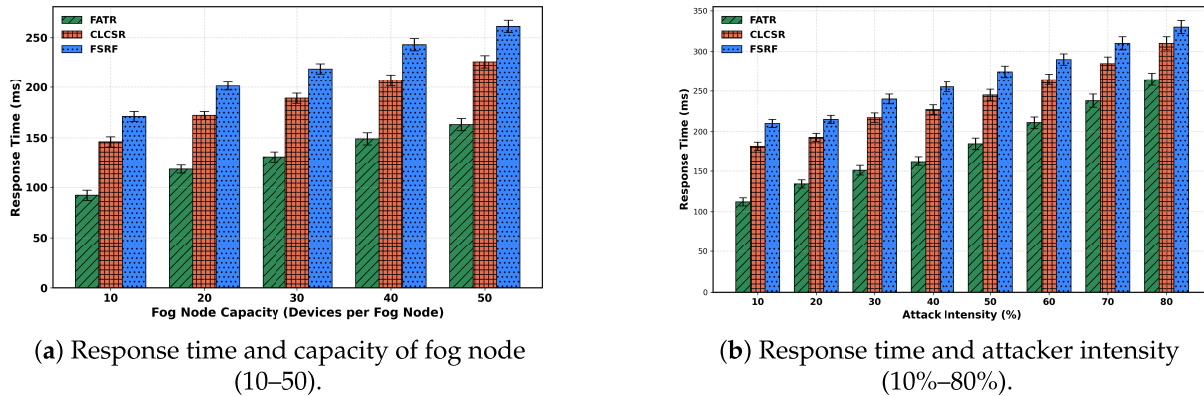 FATR
CLCSR
FSRF
250
200
150
100
50
0
Response Time (ms)
10 20 30 40 50
Fog Node Capacity (Devices per Fog Node)
(a) Response time and capacity of fog node
(10–50).
FATR
CLCSR
FSRF
350
300
250
200
150
100
50
0
Response Time (ms)
10 20 30 40 50 60 70 80
Attack Intensity (%)
(b) Response time and attacker intensity
(10%–80%).